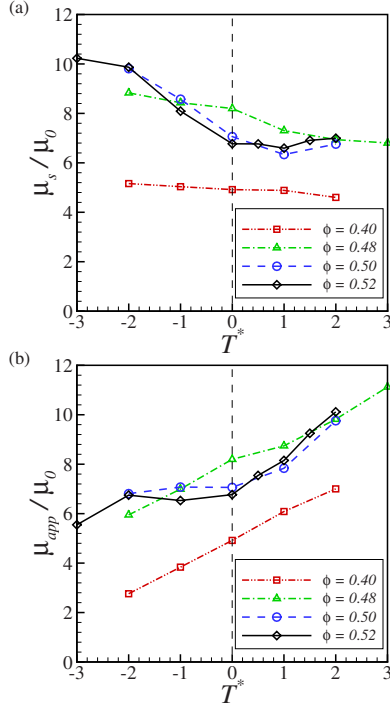 (a)
μs / μ0
12
10
8
6
4
2
0
-3 -2 -1 0 1 2 3
T*
ϕ = 0.40
ϕ = 0.48
ϕ = 0.50
ϕ = 0.52
(b)
μapp / μ0
12
10
8
6
4
2
0
-3 -2 -1 0 1 2 3
T*
ϕ = 0.40
ϕ = 0.48
ϕ = 0.50
ϕ = 0.52